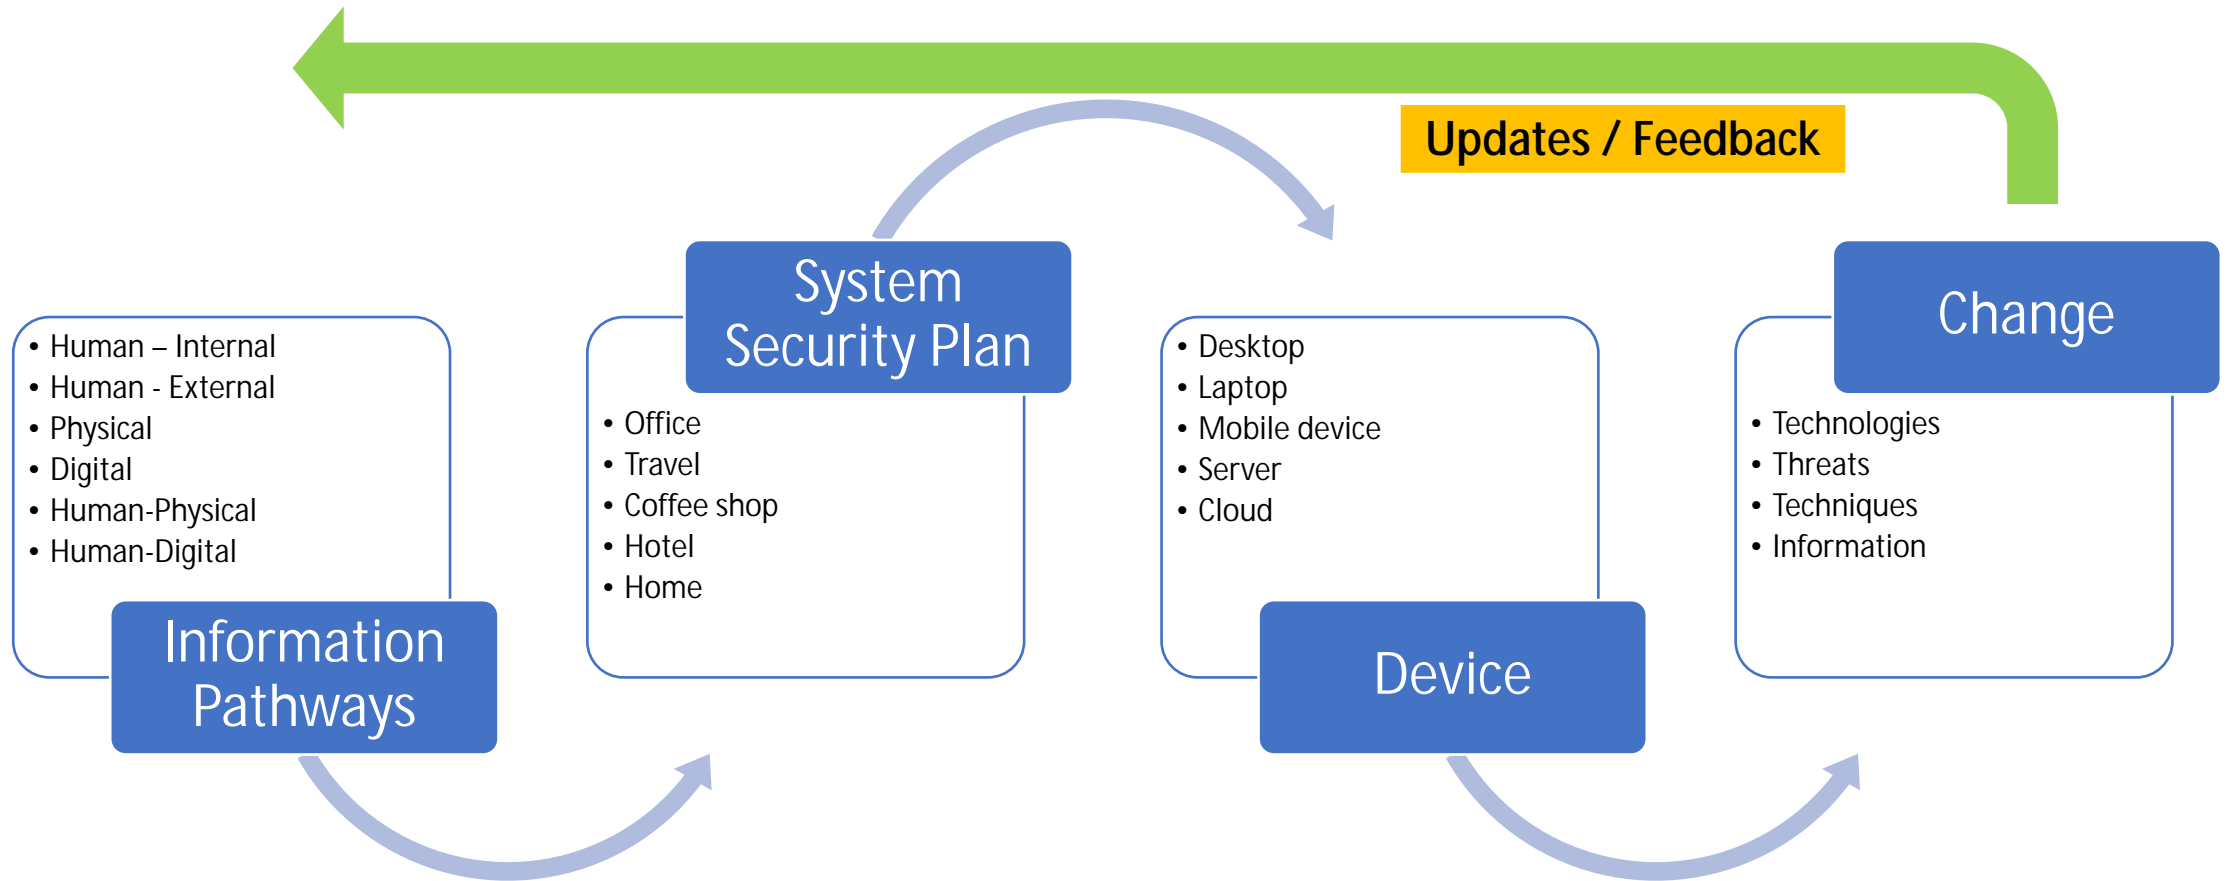 Updates / Feedback
• Human – Internal
• Human - External
• Physical
• Digital
• Human-Physical
• Human-Digital
Information
Pathways
System
Security Plan
• Office
• Travel
• Coffee shop
• Hotel
• Home
• Desktop
• Laptop
• Mobile device
• Server
• Cloud
Device
Change
• Technologies
• Threats
• Techniques
• Information